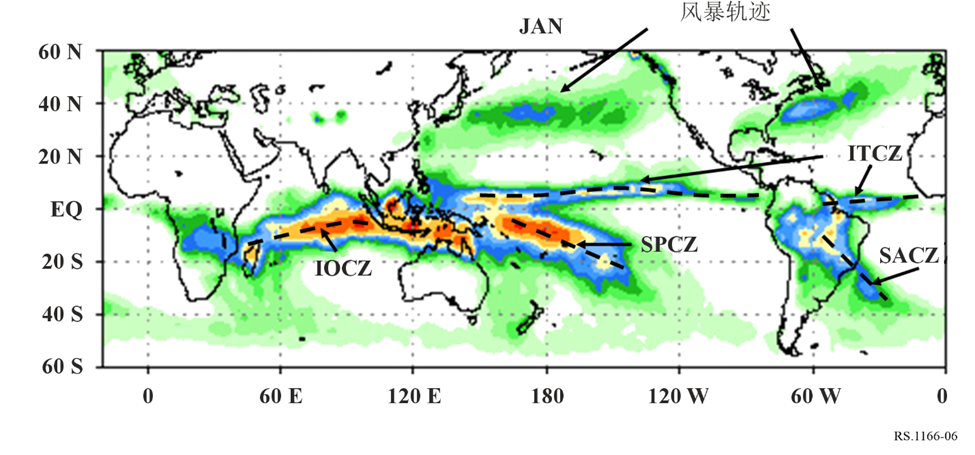 风暴轨迹
JAN
60 N
40 N
20 N
EQ
20 S
40 S
60 S
ITCZ
SPCZ
SACZ
IOCZ
0 60 E 120 E 180 120 W 60 W 0
RS.1166-06